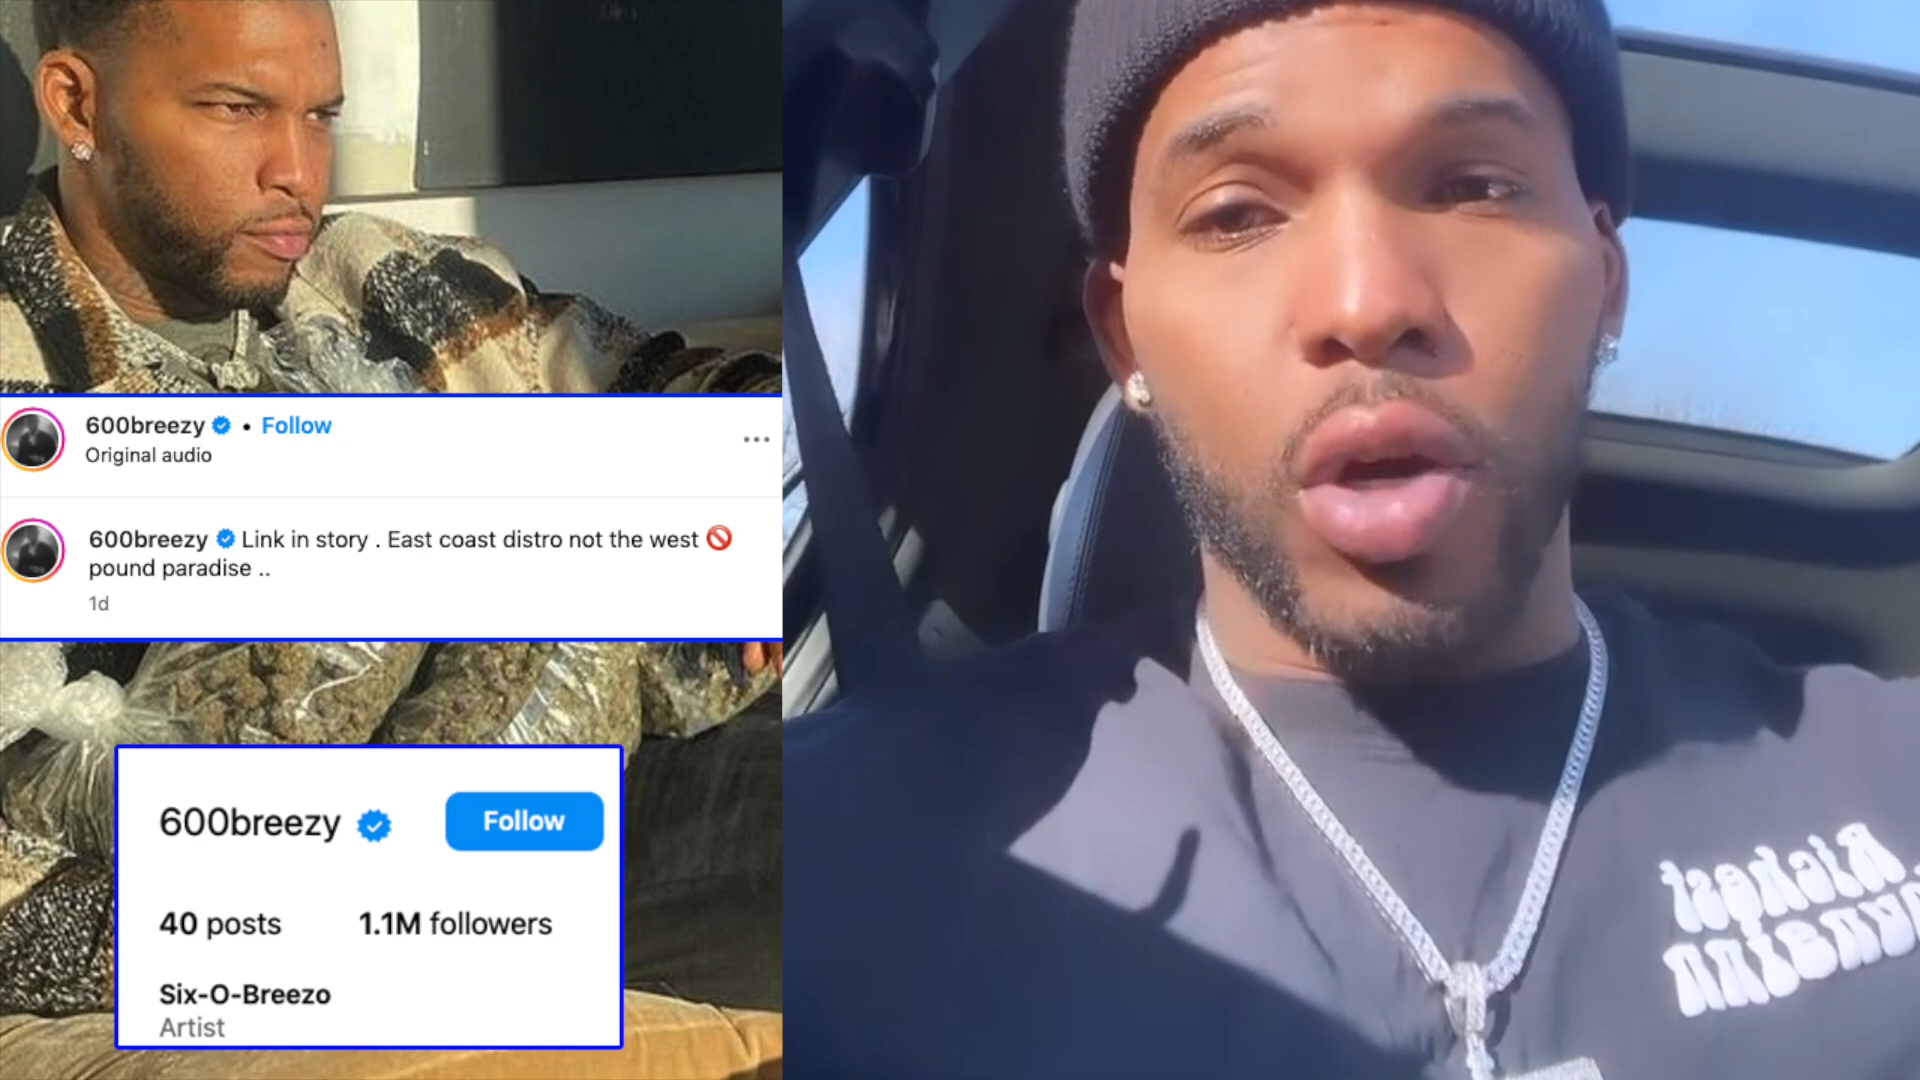 600breezy • Follow
Original audio
600breezy Link in story . East coast distro not the west 🚫
pound paradise ..
1d
600breezy
Follow
40 posts 1.1M followers
Six-O-Breezo
Artist